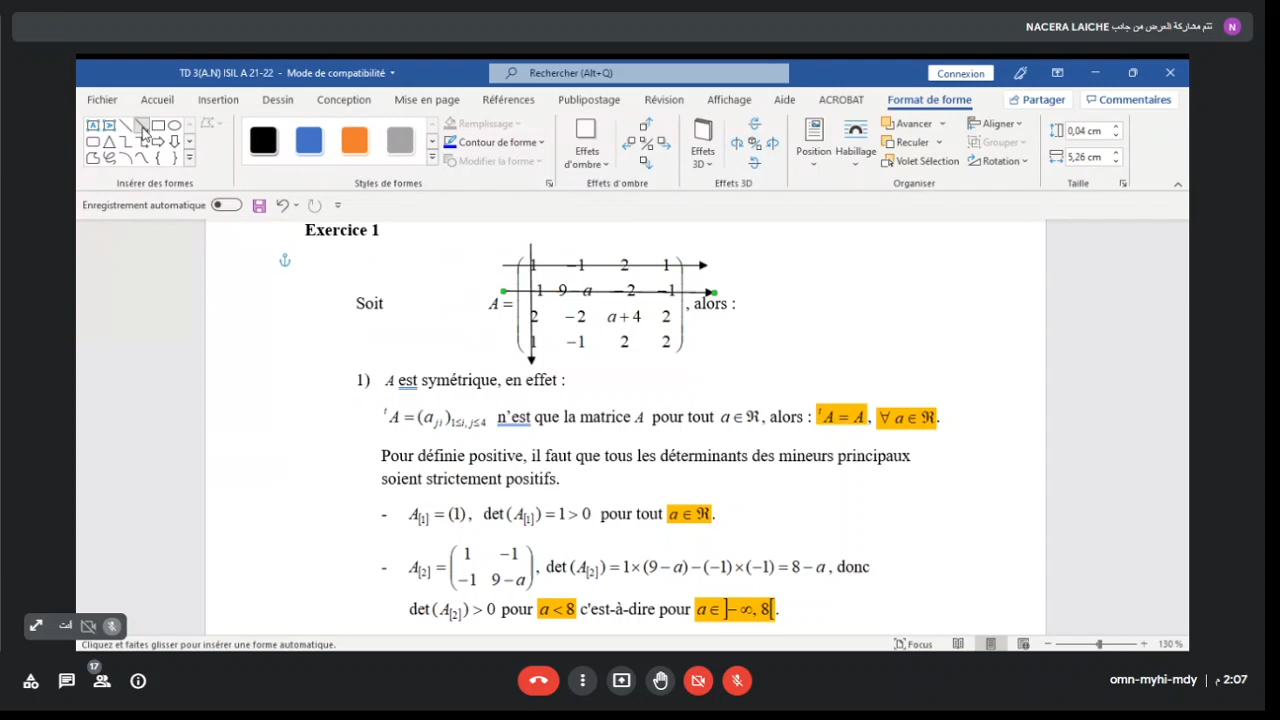 NACERA LAICHE تتم مشاركة العرض من جانب
N
TD 3(A.N) ISIL A 21-22 - Mode de compatibilité
Rechercher (Alt+Q)
Connexion
Fichier Accueil Insertion Dessin Conception Mise en page Références Publipostage Révision Affichage Aide ACROBAT Format de forme Partager Commentaires
Remplissage
Contour de forme
Modifier la forme
Effets d'ombre
Effets 3D
Position
Habillage
Avancer
Reculer
Volet Sélection
Aligner
Grouper
Rotation
0,04 cm
5,26 cm
Insérer des formes Styles de formes Effets d'ombre Effets 3D Organiser Taille
Enregistrement automatique
Exercice 1
1 −1 2 1
−1 9−a −2 −1
Soit A = , alors :
2 −2 a+4 2
1 −1 2 2
1) A est symétrique, en effet :
ᵗA = (a_{ji})_{1≤i,j≤4} n'est que la matrice A pour tout a∈ℜ, alors : ᵗA = A, ∀ a∈ℜ.
Pour définie positive, il faut que tous les déterminants des mineurs principaux
soient strictement positifs.
- A_{[1]} = (1), det(A_{[1]}) = 1 > 0 pour tout a∈ℜ.
1 −1
- A_{[2]} = , det(A_{[2]}) = 1×(9−a)−(−1)×(−1) = 8−a, donc
−1 9−a
det(A_{[2]}) > 0 pour a < 8 c'est-à-dire pour a∈]−∞, 8[.
انت
Cliquez et faites glisser pour insérer une forme automatique.
Focus
130 %
17
omn-myhi-mdy | 2:07 م